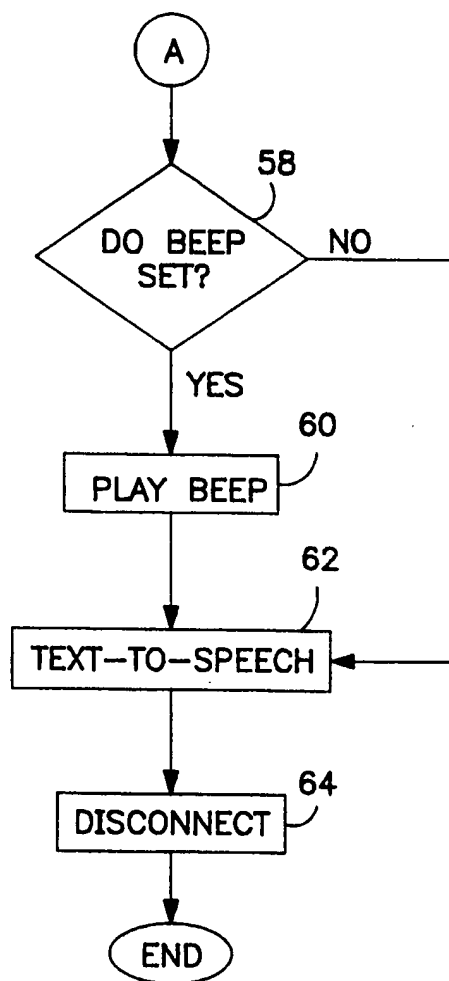 A
58
DO BEEP
SET?
NO
YES
60
PLAY BEEP
62
TEXT-TO-SPEECH
64
DISCONNECT
END